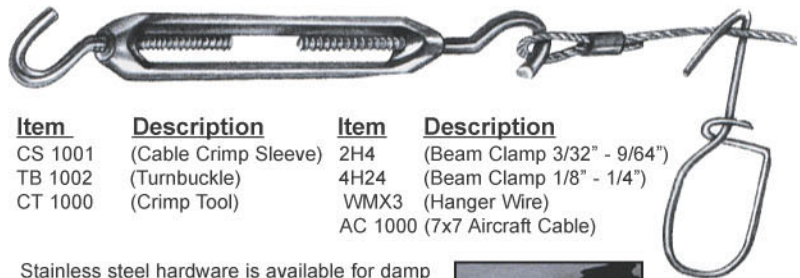 Item Description Item Description
CS 1001 (Cable Crimp Sleeve) 2H4 (Beam Clamp 3/32” - 9/64”)
TB 1002 (Turnbuckle) 4H24 (Beam Clamp 1/8” - 1/4”)
CT 1000 (Crimp Tool) WMX3 (Hanger Wire)
AC 1000 (7x7 Aircraft Cable)
Stainless steel hardware is available for damp